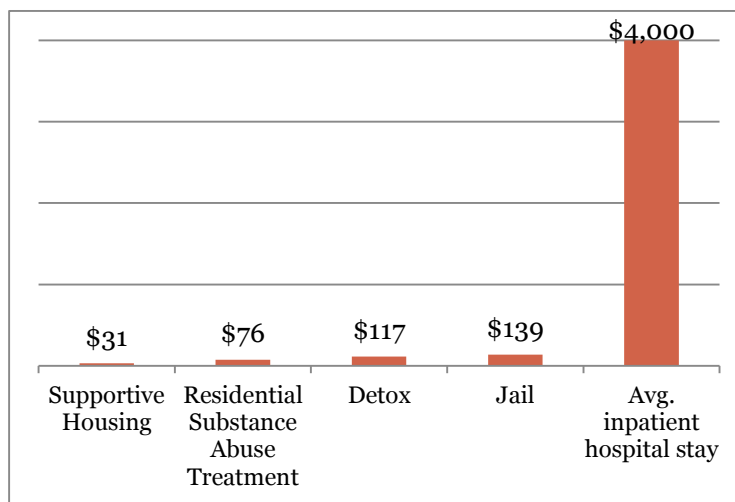 $4,000
$31
$76
$117
$139
Supportive
Housing
Residential
Substance
Abuse
Treatment
Detox
Jail
Avg.
inpatient
hospital stay